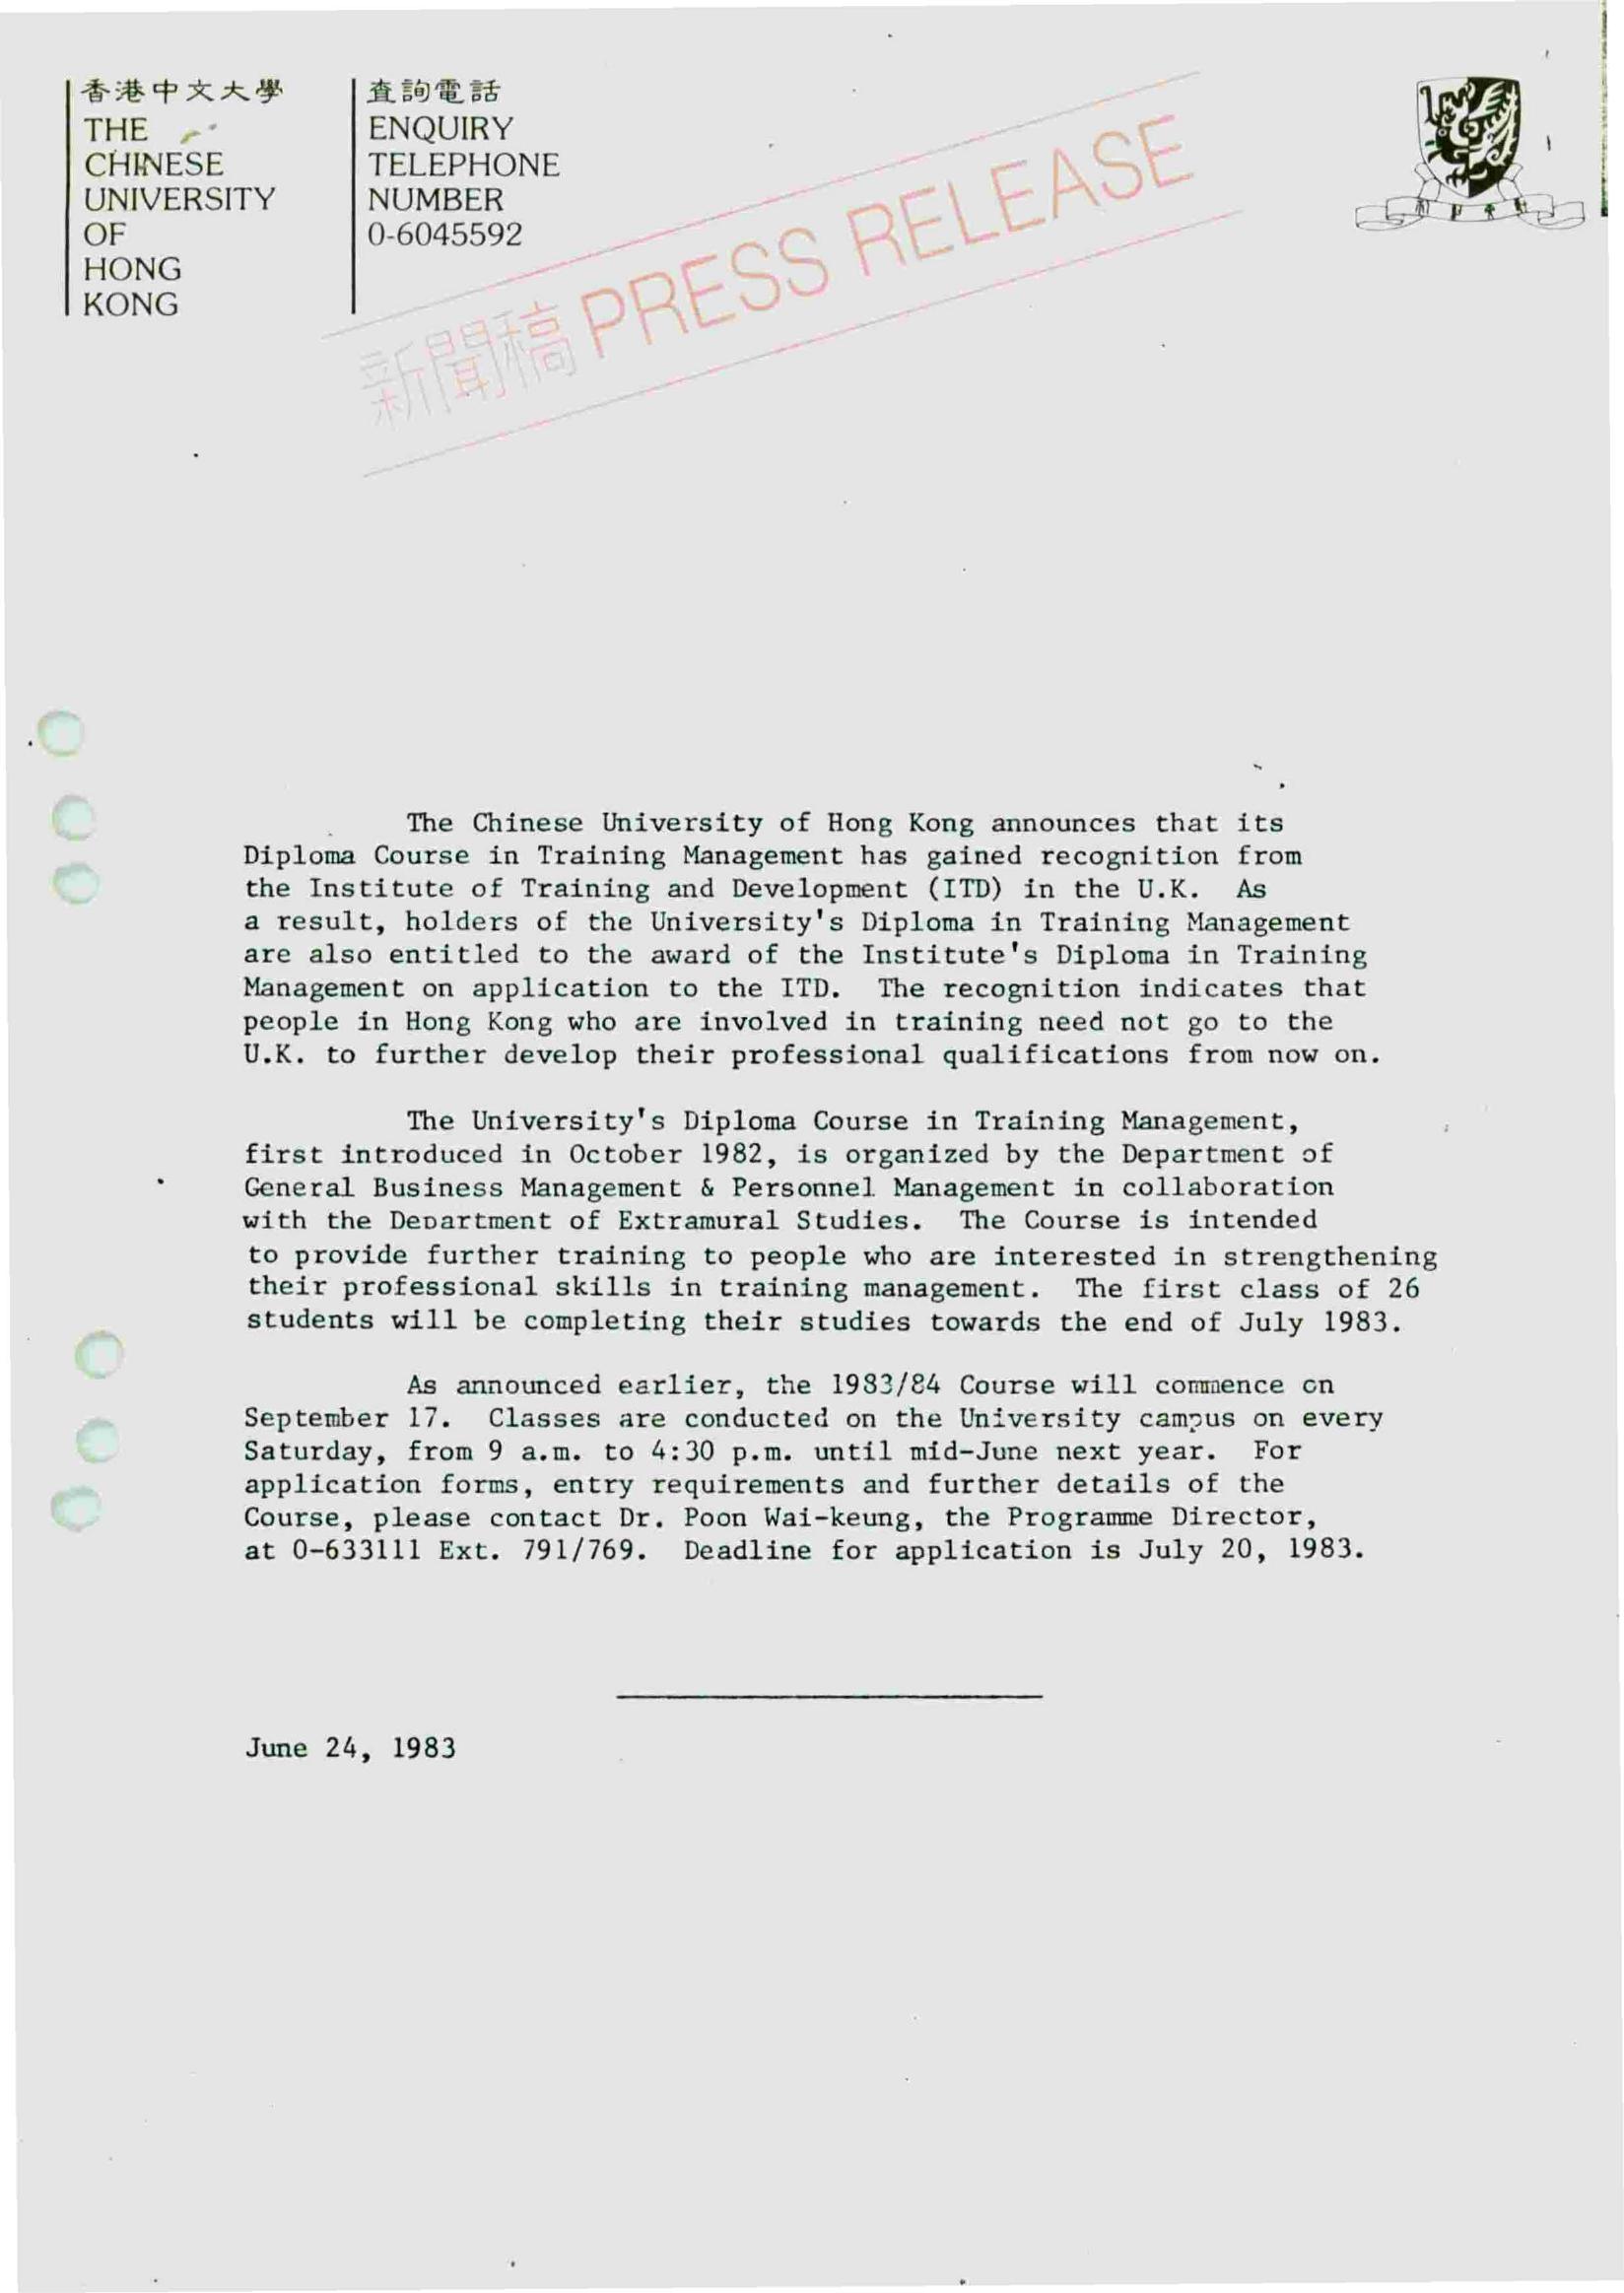 香港中文大學
THE
CHINESE
UNIVERSITY
OF
HONG
KONG
查詢電話
ENQUIRY
TELEPHONE
NUMBER
0-6045592
新聞稿 PRESS RELEASE
The Chinese University of Hong Kong announces that its
Diploma Course in Training Management has gained recognition from
the Institute of Training and Development (ITD) in the U.K. As
a result, holders of the University's Diploma in Training Management
are also entitled to the award of the Institute's Diploma in Training
Management on application to the ITD. The recognition indicates that
people in Hong Kong who are involved in training need not go to the
U.K. to further develop their professional qualifications from now on.
The University's Diploma Course in Training Management,
first introduced in October 1982, is organized by the Department of
General Business Management & Personnel Management in collaboration
with the Department of Extramural Studies. The Course is intended
to provide further training to people who are interested in strengthening
their professional skills in training management. The first class of 26
students will be completing their studies towards the end of July 1983.
As announced earlier, the 1983/84 Course will commence on
September 17. Classes are conducted on the University campus on every
Saturday, from 9 a.m. to 4:30 p.m. until mid-June next year. For
application forms, entry requirements and further details of the
Course, please contact Dr. Poon Wai-keung, the Programme Director,
at 0-633111 Ext. 791/769. Deadline for application is July 20, 1983.
June 24, 1983